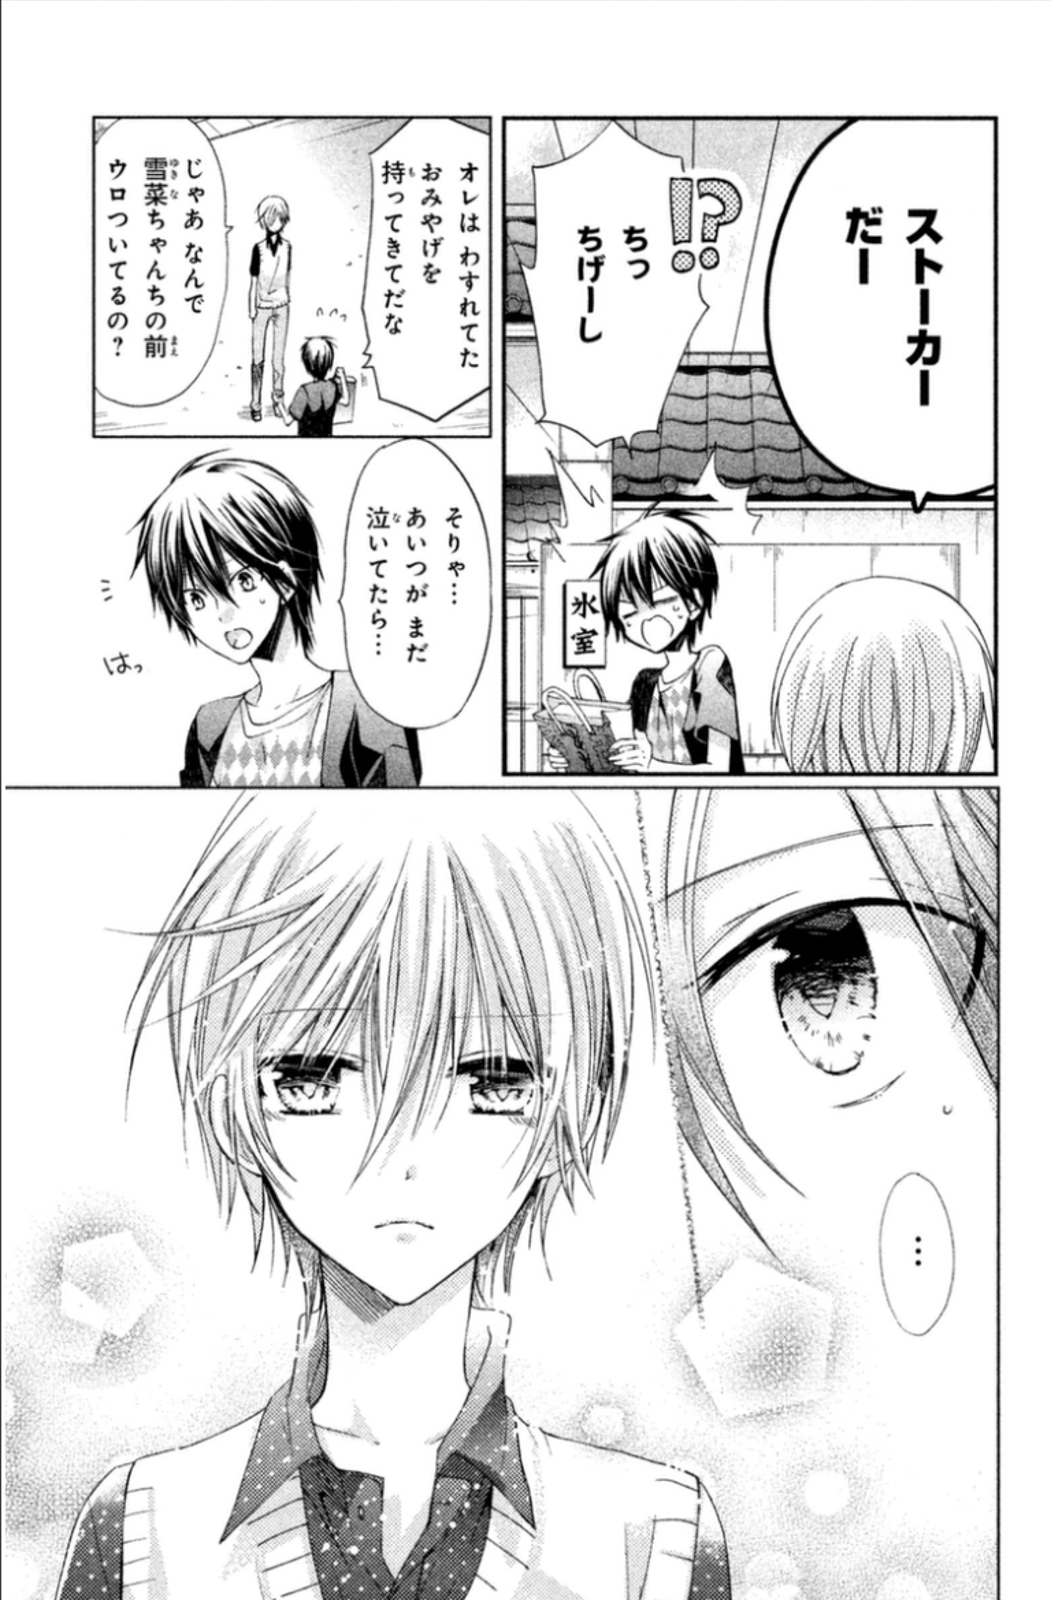 ストーカー
だー
!?
ちっ
ちげーし
氷室
オレは わすれてた
おみやげを
持ってきてだな
じゃあ なんで
雪菜ちゃんちの前
ウロついてるの?
そりゃ…
あいつが まだ
泣いてたら…
はっ
…